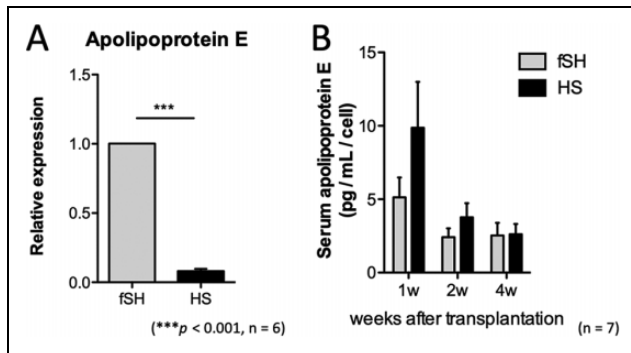 A
Apolipoprotein E
Relative expression
1.5
1.0
0.5
0.0
***
fSH
HS
(***p < 0.001, n = 6)
B
Serum apolipoprotein E
(pg / mL / cell)
15
10
5
0
fSH
HS
1w
2w
4w
weeks after transplantation
(n = 7)